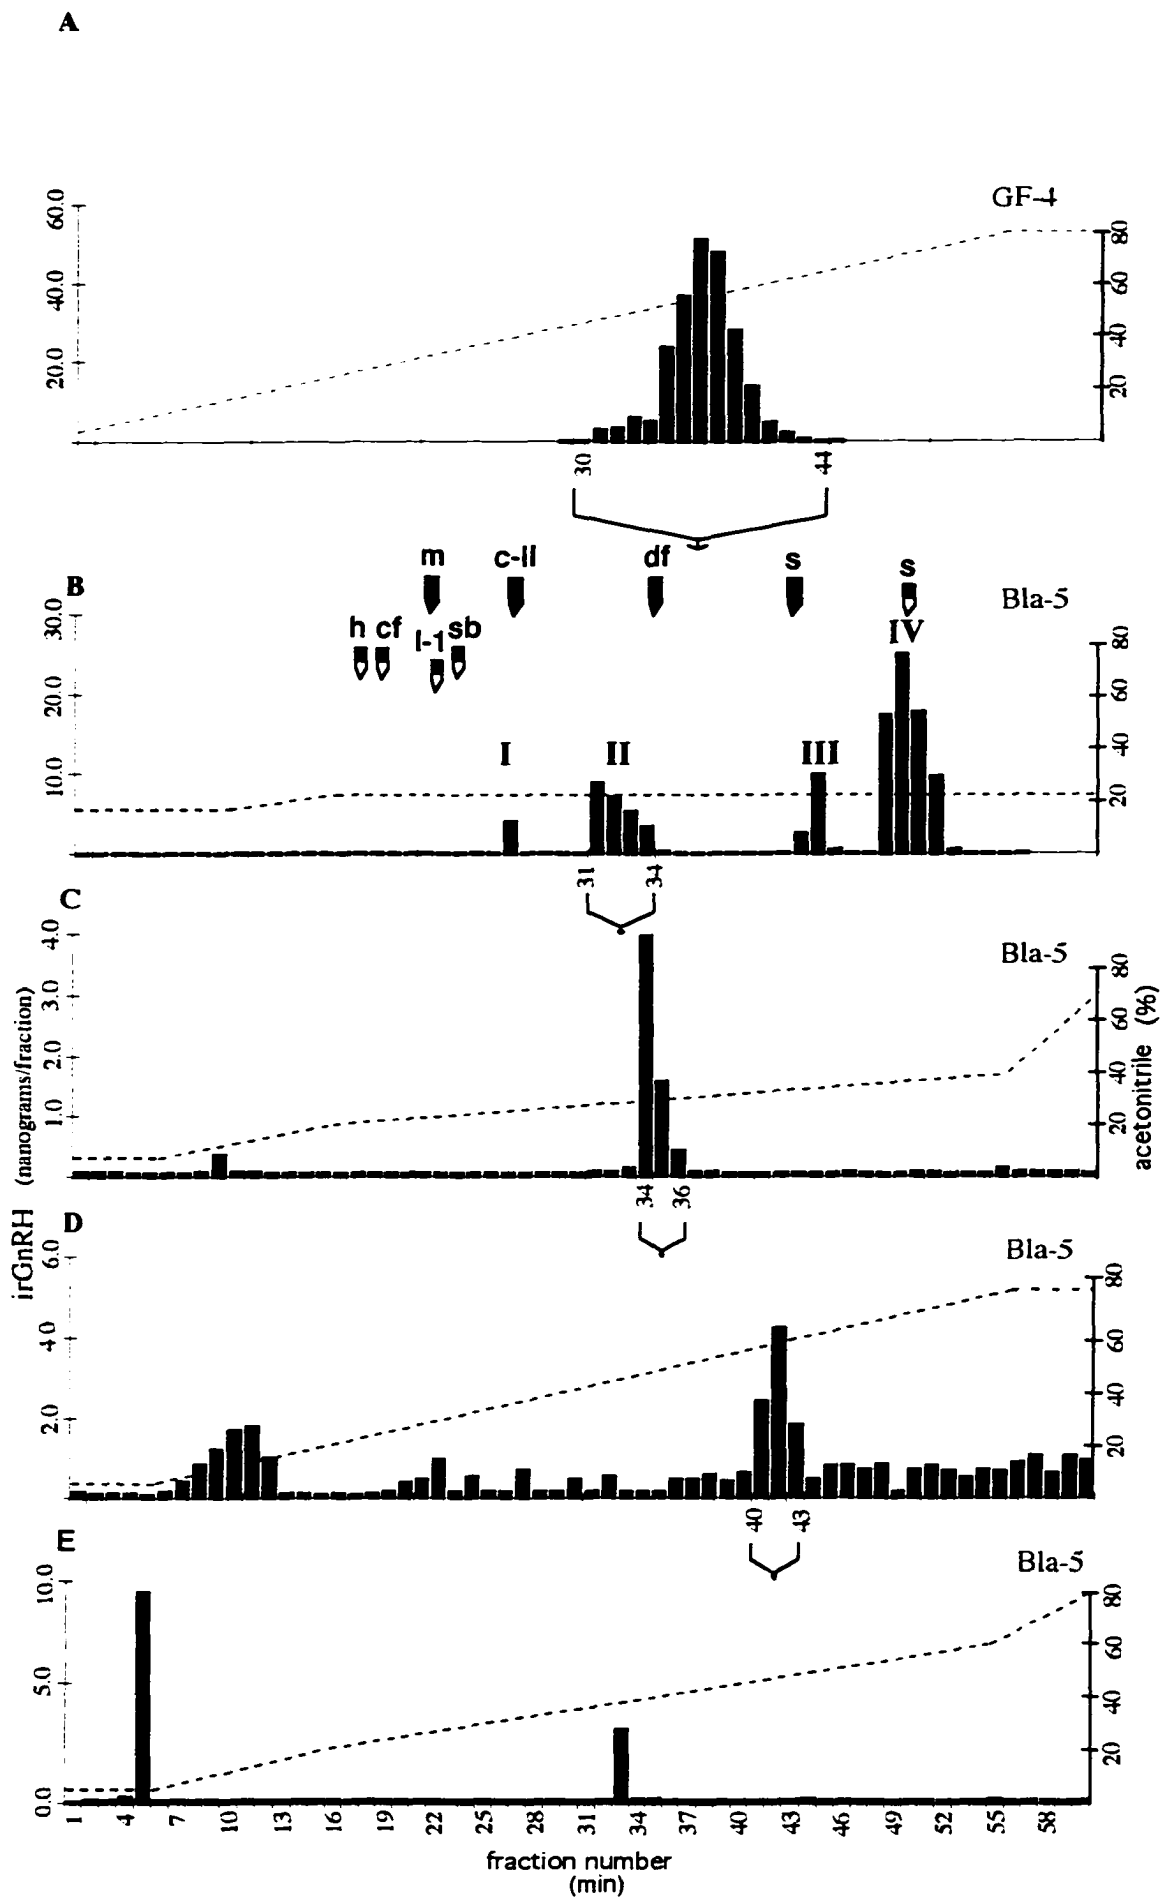 A
GF-4
60.0
40.0
20.0
80
60
40
20
30
44
m
c-II
df
s
s
B
Bla-5
h
cf
l-1
sb
IV
30.0
20.0
10.0
80
60
40
20
I
II
III
31
34
C
Bla-5
4.0
3.0
2.0
1.0
80
60
40
20
34
36
irGnRH (nanograms/fraction)
acetonitrile (%)
D
Bla-5
6.0
4.0
2.0
80
60
40
20
40
43
E
Bla-5
10.0
5.0
0.0
80
60
40
20
1 4 7 10 13 16 19 22 25 28 31 34 37 40 43 46 49 52 55 58
fraction number
(min)